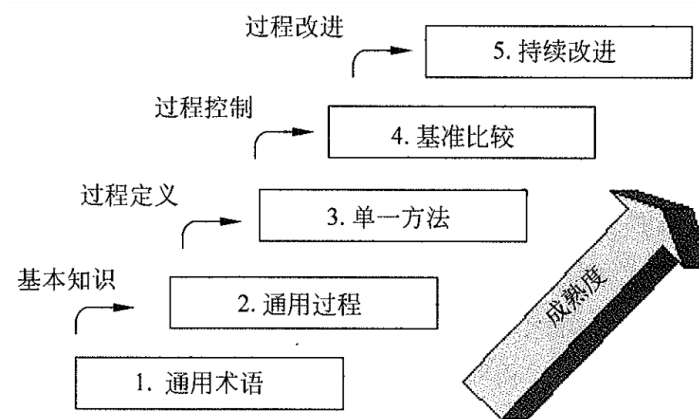 过程改进
5. 持续改进
过程控制
4. 基准比较
过程定义
3. 单一方法
基本知识
2. 通用过程
成熟度
1. 通用术语